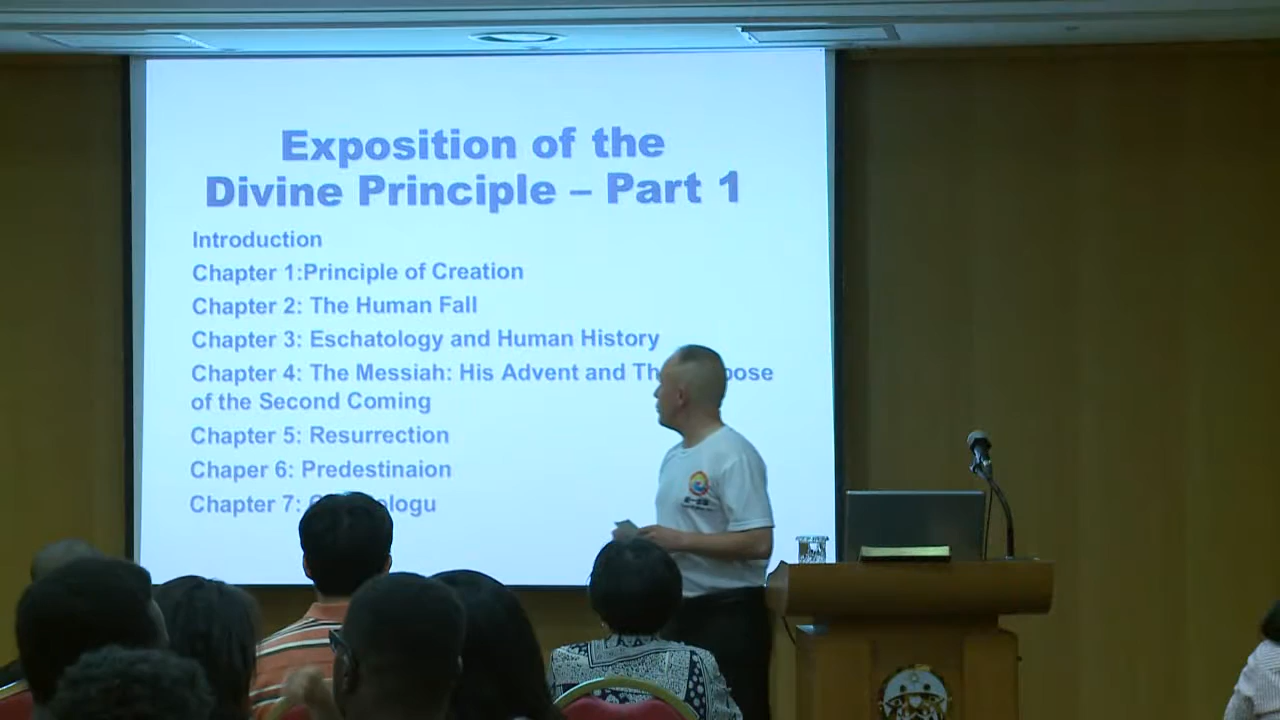 Exposition of the
Divine Principle – Part 1
Introduction
Chapter 1:Principle of Creation
Chapter 2: The Human Fall
Chapter 3: Eschatology and Human History
Chapter 4: The Messiah: His Advent and
of the Second Coming
Chapter 5: Resurrection
Chaper 6: Predestinaion
Chapter 7: